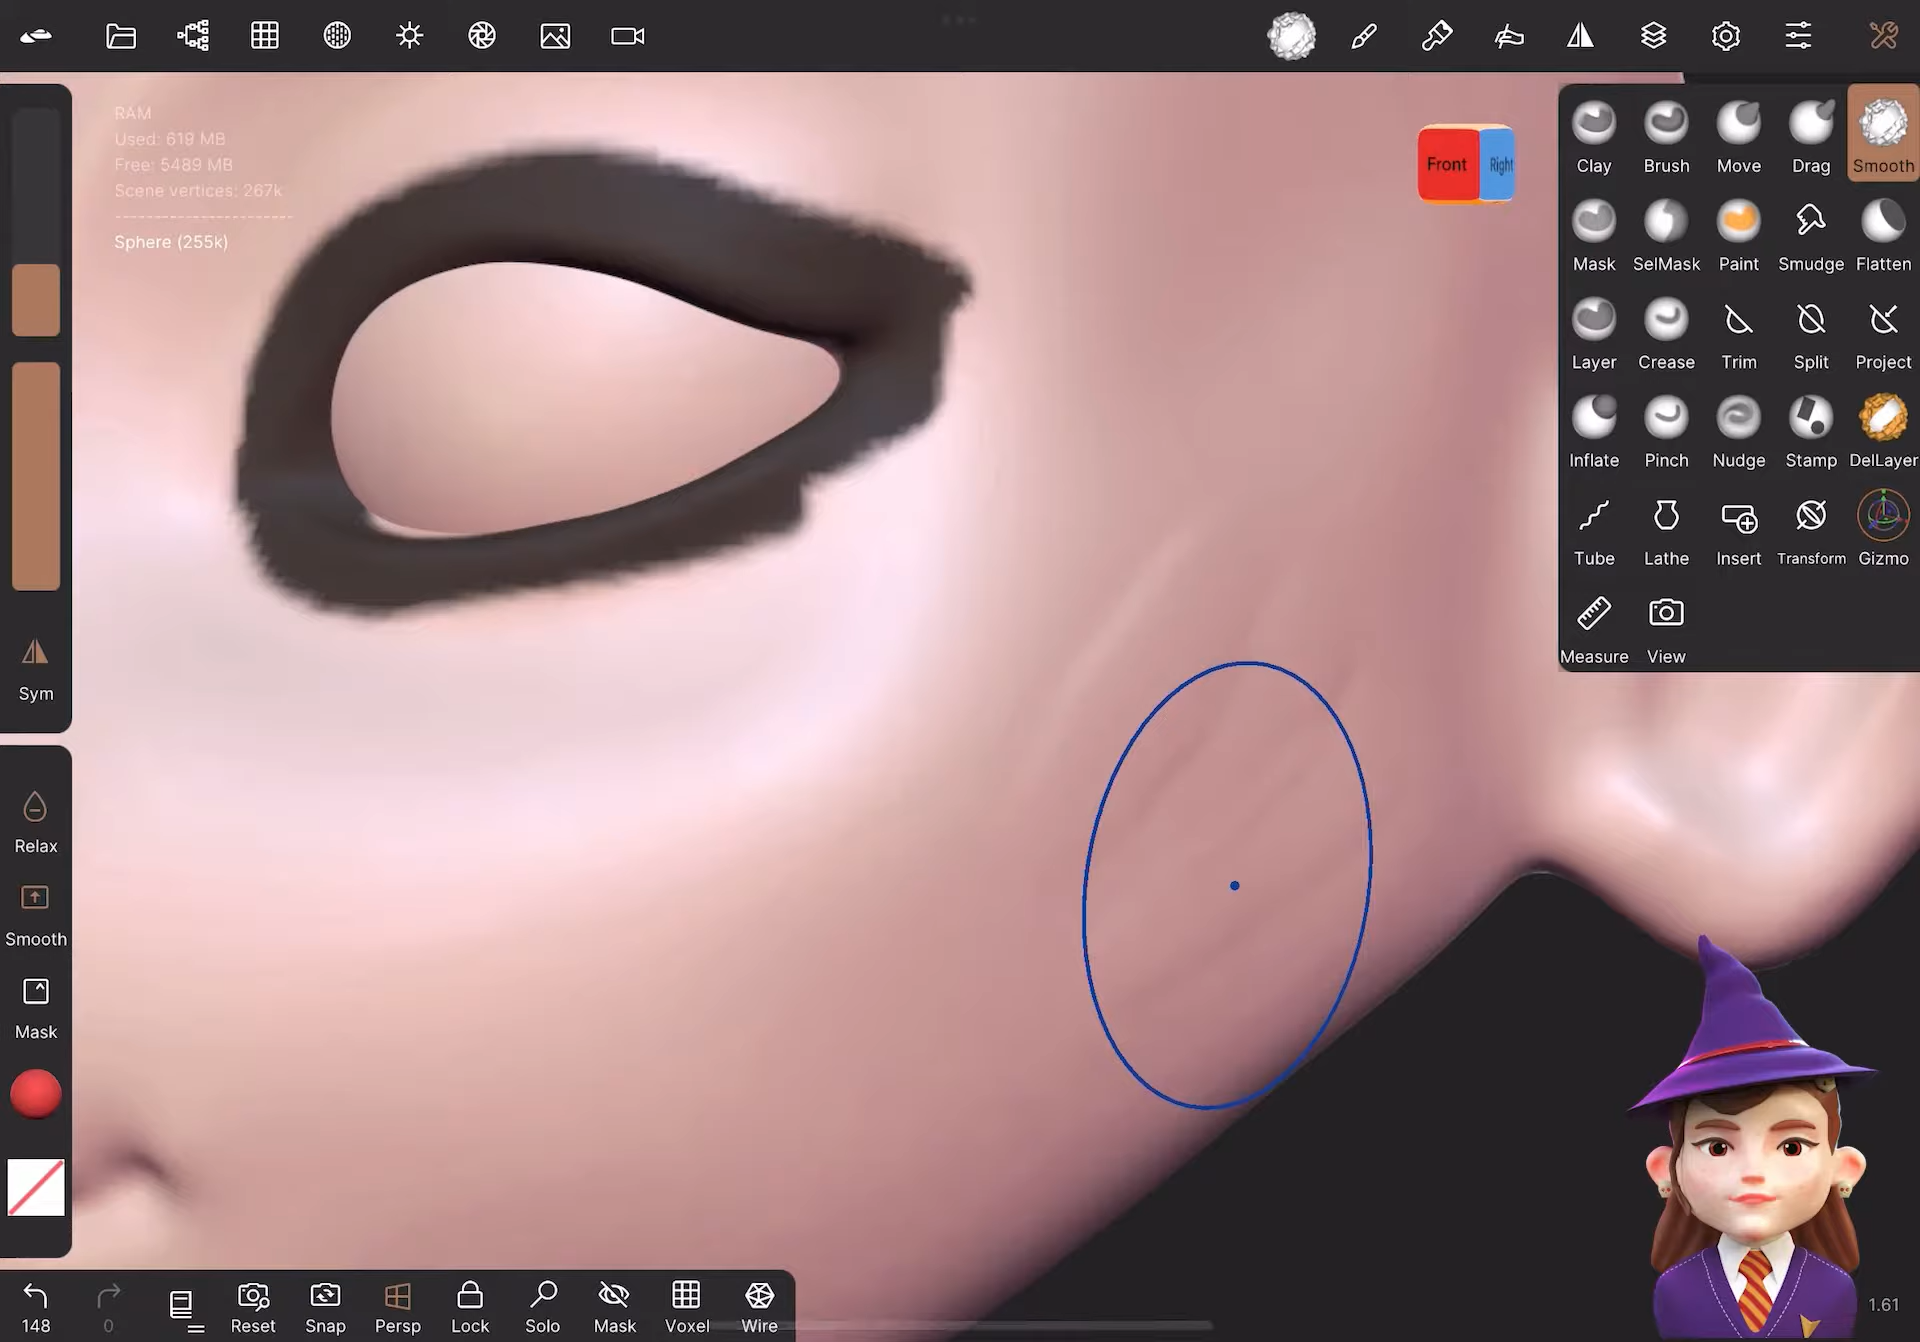 RAM
Used: 619 MB
Free: 5489 MB
Scene vertices: 267k
Sphere (255k)
Front Right
Clay Brush Move Drag Smooth
Mask SelMask Paint Smudge Flatten
Layer Crease Trim Split Project
Inflate Pinch Nudge Stamp DelLayer
Tube Lathe Insert Transform Gizmo
Measure View
Sym
Relax
Smooth
Mask
148 0 Reset Snap Persp Lock Solo Mask Voxel Wire
1.61